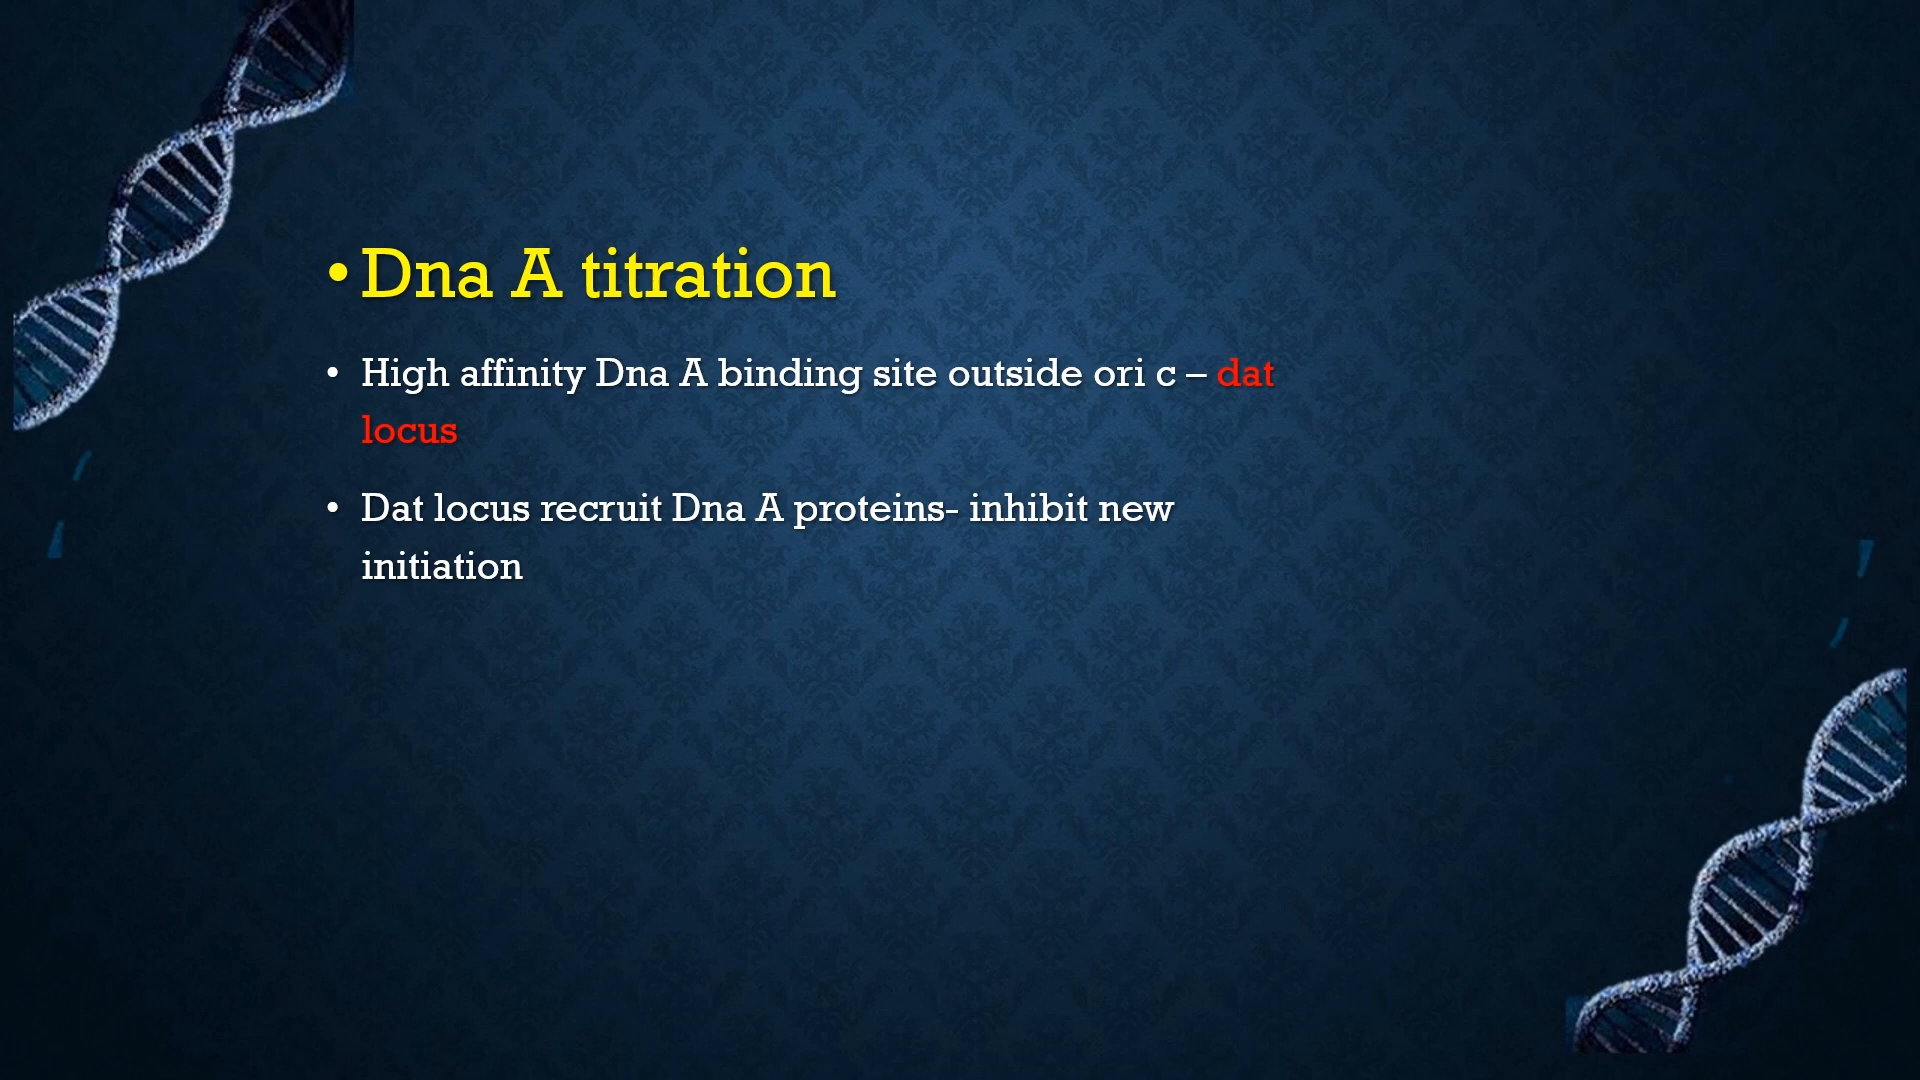 • Dna A titration
• High affinity Dna A binding site outside ori c – dat
locus
• Dat locus recruit Dna A proteins- inhibit new
initiation